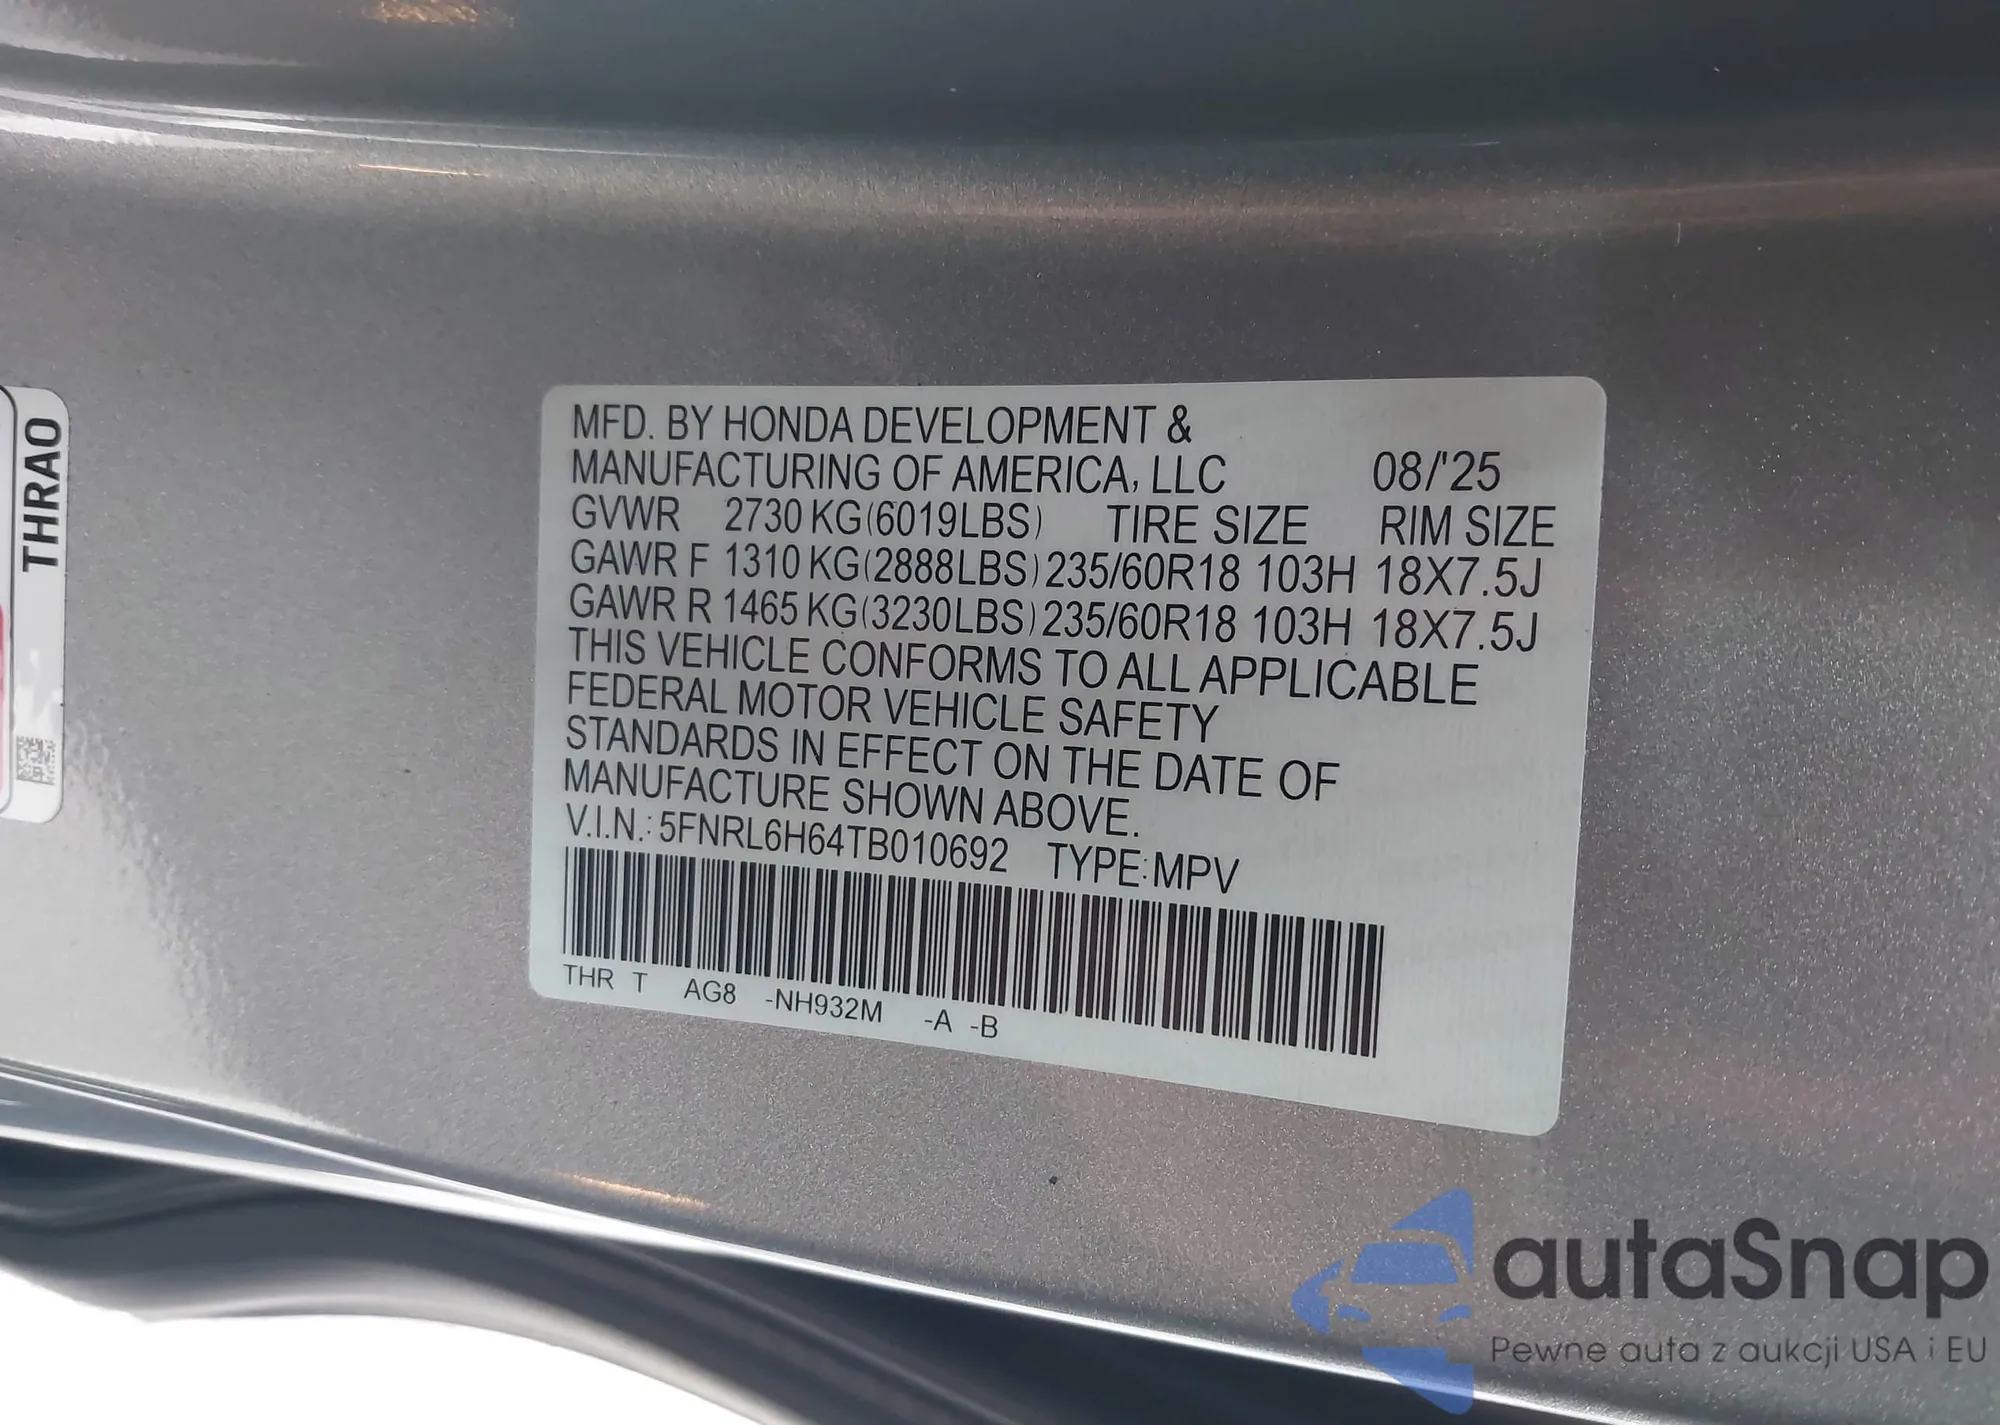 THRAO
MFD. BY HONDA DEVELOPMENT &
MANUFACTURING OF AMERICA, LLC 08/'25
GVWR 2730 KG(6019LBS) TIRE SIZE RIM SIZE
GAWR F 1310 KG(2888LBS) 235/60R18 103H 18X7.5J
GAWR R 1465 KG(3230LBS) 235/60R18 103H 18X7.5J
THIS VEHICLE CONFORMS TO ALL APPLICABLE
FEDERAL MOTOR VEHICLE SAFETY
STANDARDS IN EFFECT ON THE DATE OF
MANUFACTURE SHOWN ABOVE.
V.I.N.: 5FNRL6H64TB010692 TYPE: MPV
THR T AG8 -NH932M -A -B
autaSnap
Pewne auta z aukcji USA i EU